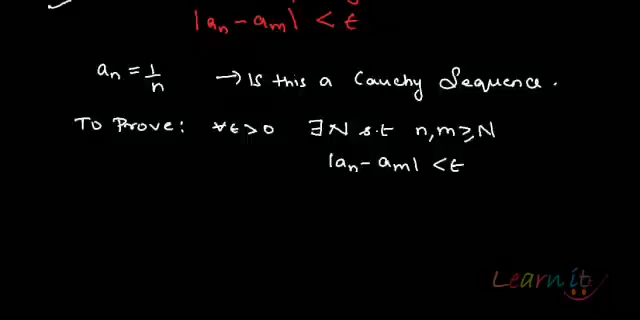 |an - am| < ε
an = 1/n → Is this a Cauchy Sequence.
To Prove: ∀ε>0 ∃ N s.t n,m ≥ N
|an - am| < ε
Learnit